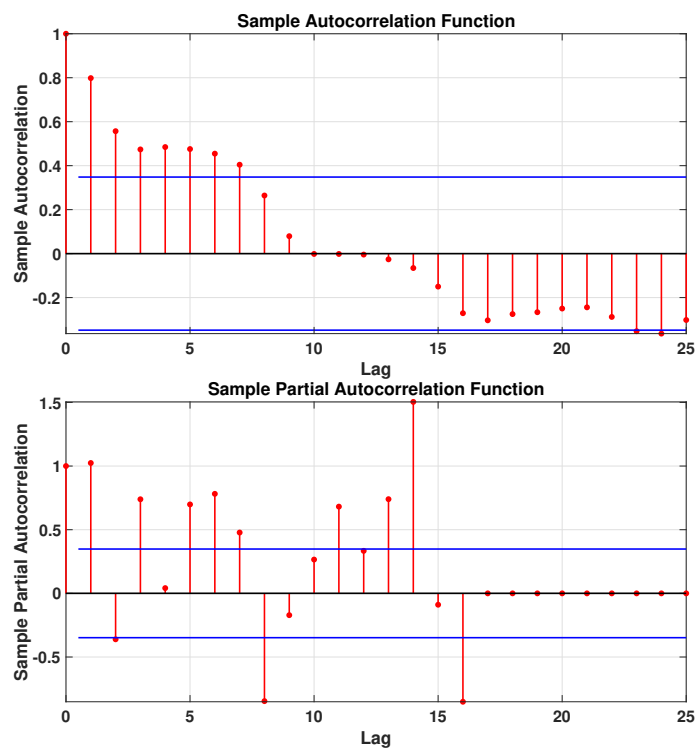 Sample Autocorrelation Function
1
0.8
0.6
0.4
0.2
0
-0.2
Sample Autocorrelation
0 5 10 15 20 25
Lag
Sample Partial Autocorrelation Function
1.5
1
0.5
0
-0.5
Sample Partial Autocorrelation
0 5 10 15 20 25
Lag